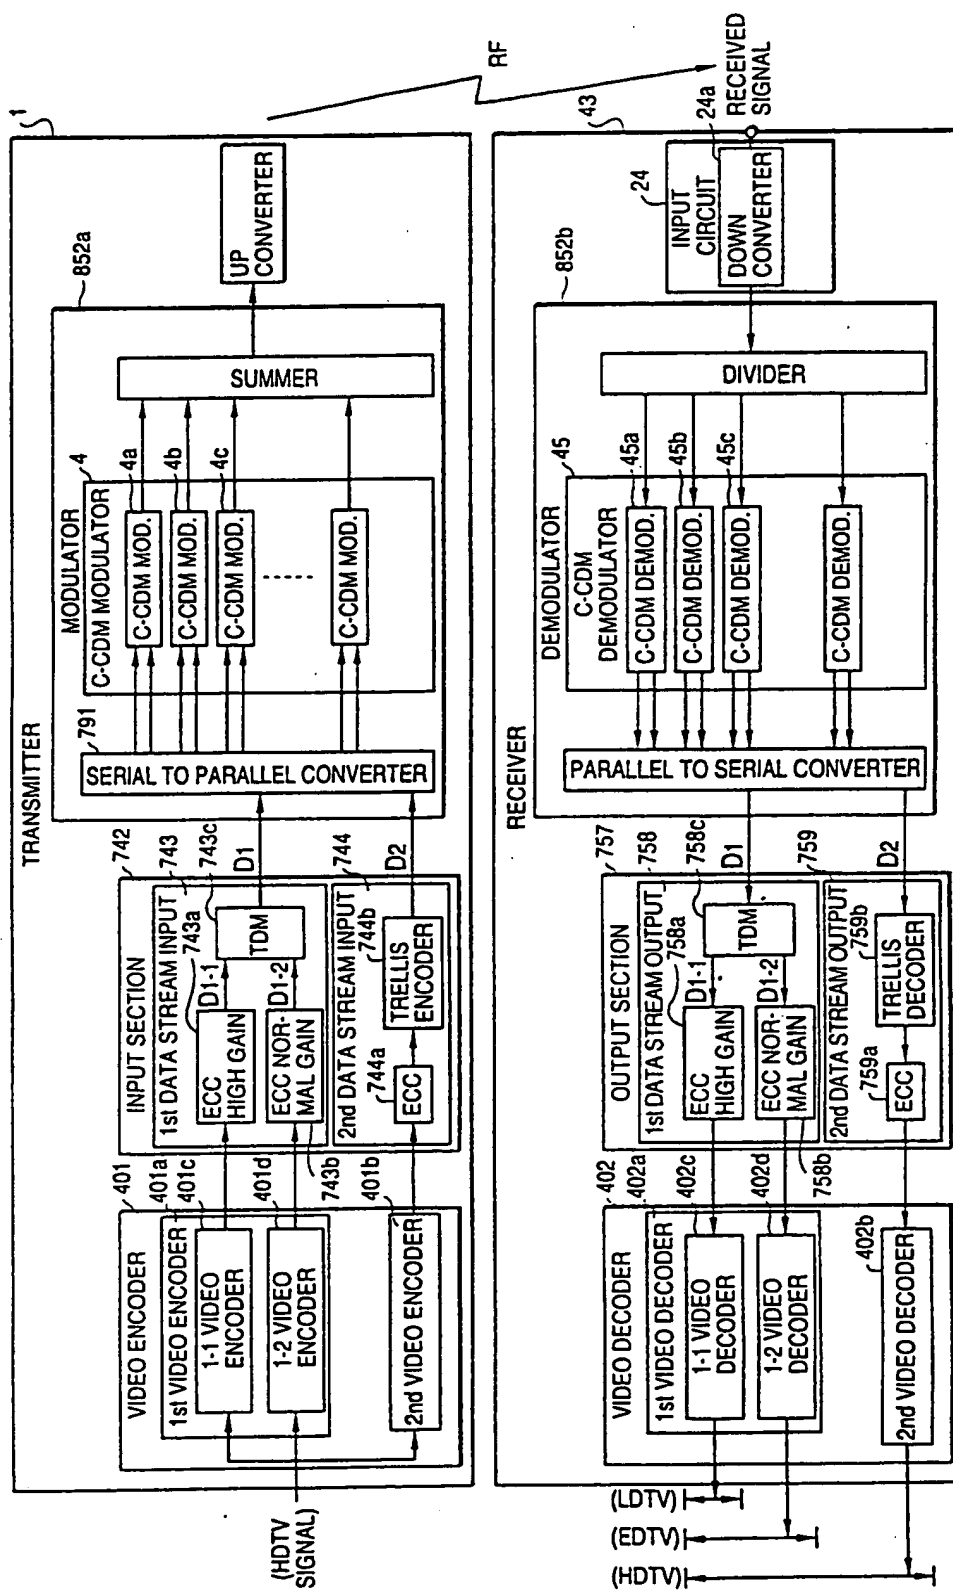 TRANSMITTER
1
(HDTV
SIGNAL)
401
VIDEO ENCODER
401a
1st VIDEO ENCODER
401c
1-1 VIDEO
ENCODER
401d
1-2 VIDEO
ENCODER
401b
2nd VIDEO ENCODER
742
INPUT SECTION
743
1st DATA STREAM INPUT
743a
ECC
HIGH GAIN
D1-1
743c
TDM
D1-2
ECC NOR-
MAL GAIN
743b
D1
744
2nd DATA STREAM INPUT
744a
ECC
744b
TRELLIS
ENCODER
D2
852a
MODULATOR
791
SERIAL TO PARALLEL CONVERTER
4
C-CDM MODULATOR
4a
C-CDM MOD.
4b
C-CDM MOD.
4c
C-CDM MOD.
C-CDM MOD.
SUMMER
UP
CONVERTER
RF
RECEIVED
SIGNAL
RECEIVER
43
24
INPUT
CIRCUIT
24a
DOWN
CONVERTER
852b
DEMODULATOR
DIVIDER
45
C-CDM
DEMODULATOR
45a
C-CDM DEMOD.
45b
C-CDM DEMOD.
45c
C-CDM DEMOD.
C-CDM DEMOD.
PARALLEL TO SERIAL CONVERTER
757
OUTPUT SECTION
758
1st DATA STREAM OUTPUT
758a
ECC
HIGH GAIN
D1-1
758c
TDM
D1-2
ECC NOR-
MAL GAIN
758b
D1
759
2nd DATA STREAM OUTPUT
759a
ECC
759b
TRELLIS
DECODER
D2
402
VIDEO DECODER
402a
1st VIDEO DECODER
402c
1-1 VIDEO
DECODER
402d
1-2 VIDEO
DECODER
402b
2nd VIDEO DECODER
(LDTV)
(EDTV)
(HDTV)